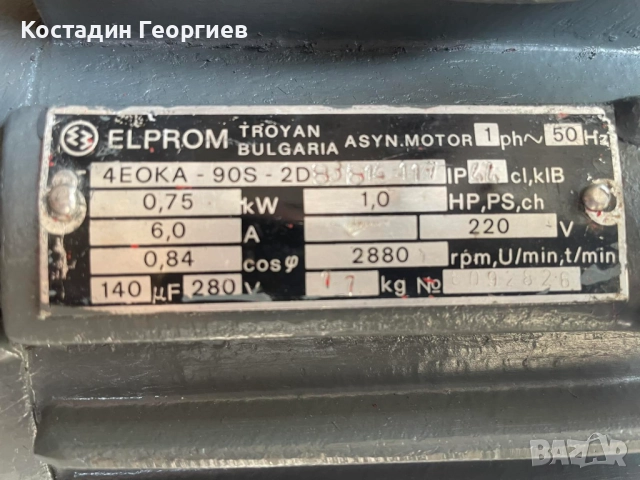 Костадин Георгиев
ELPROM TROYAN BULGARIA ASYN. MOTOR 1 ph~ 50 Hz
4EOKA - 90S - 2D IP cl, klB
0,75 kW 1,0 HP, PS, ch
6,0 A 220 V
0,84 cosφ 2880 rpm, U/min, t/min
140 μF 280 V kg №
BAZAR